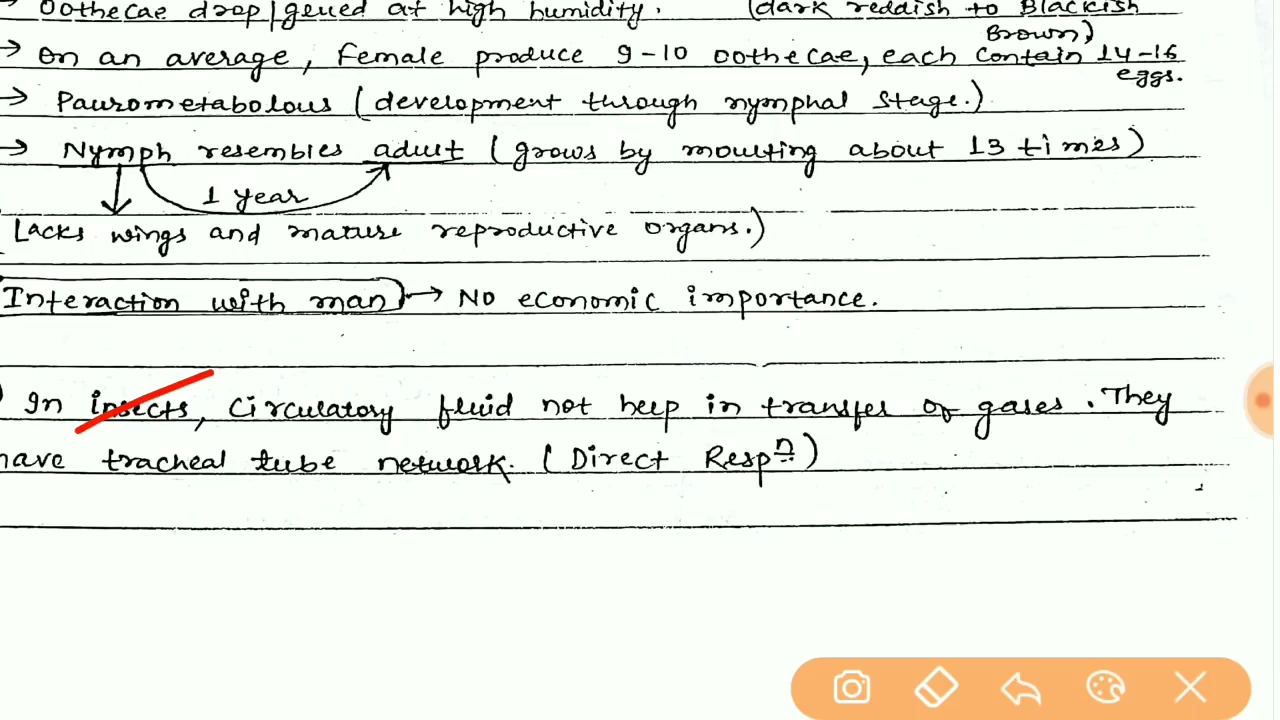 Oothecae drop/glued at high humidity. (dark reddish to Blackish Brown)
→ On an average, Female produce 9-10 Oothecae, each contain 14-16 eggs.
→ Paurometabolous (development through nymphal stage.)
→ Nymph resembles adult (grows by moulting about 13 times)
1 year
Lacks wings and mature reproductive organs.)
Interaction with man → No economic importance.
In insects, circulatory fluid not help in transfer of gases. They
have tracheal tube network. (Direct Respⁿ)